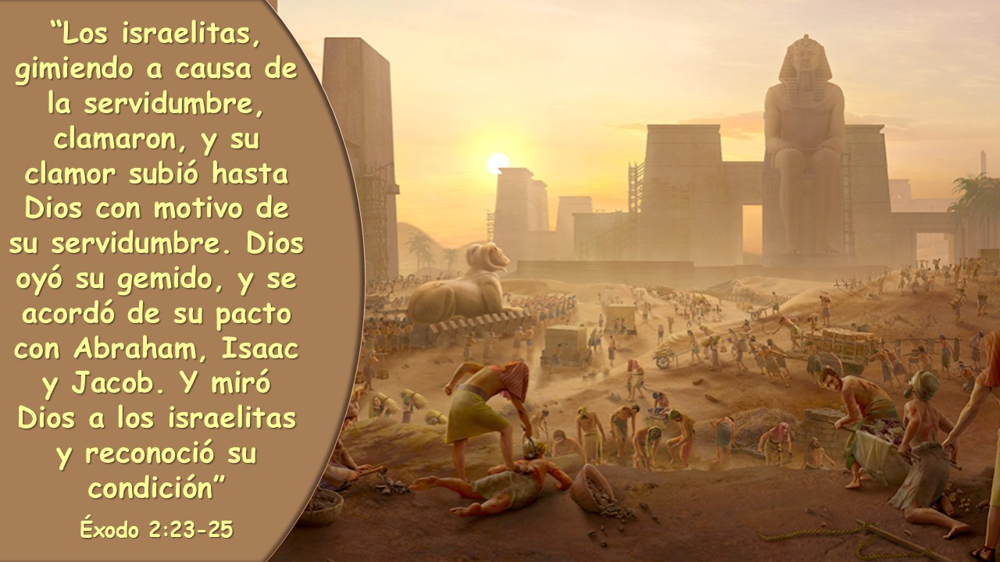 “Los israelitas,
gimiendo a causa de
la servidumbre,
clamaron, y su
clamor subió hasta
Dios con motivo de
su servidumbre. Dios
oyó su gemido, y se
acordó de su pacto
con Abraham, Isaac
y Jacob. Y miró
Dios a los israelitas
y reconoció su
condición”
Éxodo 2:23-25